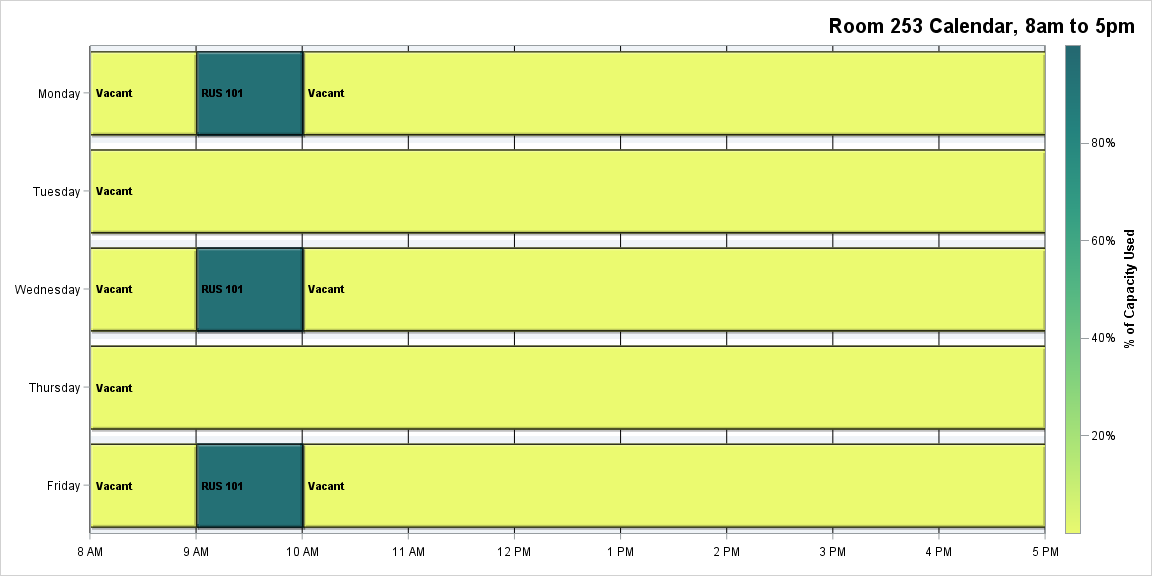 Room 253 Calendar, 8am to 5pm
Monday
Vacant
RUS 101
Vacant
Tuesday
Vacant
Wednesday
Vacant
RUS 101
Vacant
Thursday
Vacant
Friday
Vacant
RUS 101
Vacant
8 AM
9 AM
10 AM
11 AM
12 PM
1 PM
2 PM
3 PM
4 PM
5 PM
80%
60%
40%
20%
% of Capacity Used